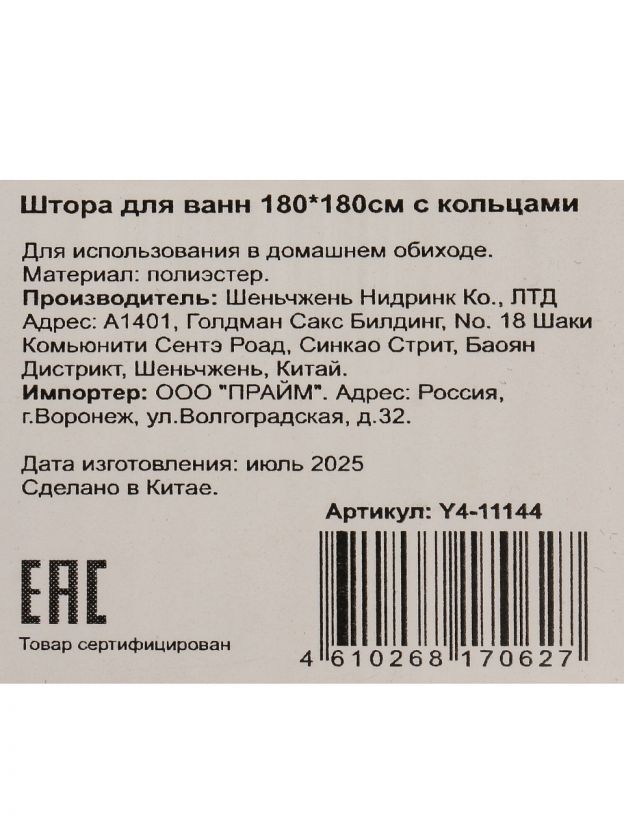 Штора для ванн 180*180см с кольцами
Для использования в домашнем обиходе.
Материал: полиэстер.
Производитель: Шеньчжень Нидринк Ко., ЛТД
Адрес: А1401, Голдман Сакс Билдинг, No. 18 Шаки
Комьюнити Сентэ Роад, Синкао Стрит, Баоян
Дистрикт, Шеньчжень, Китай.
Импортер: ООО "ПРАЙМ". Адрес: Россия,
г.Воронеж, ул.Волгоградская, д.32.
Дата изготовления: июль 2025
Сделано в Китае.
Артикул: Y4-11144
EAC
Товар сертифицирован
4 610268 170627